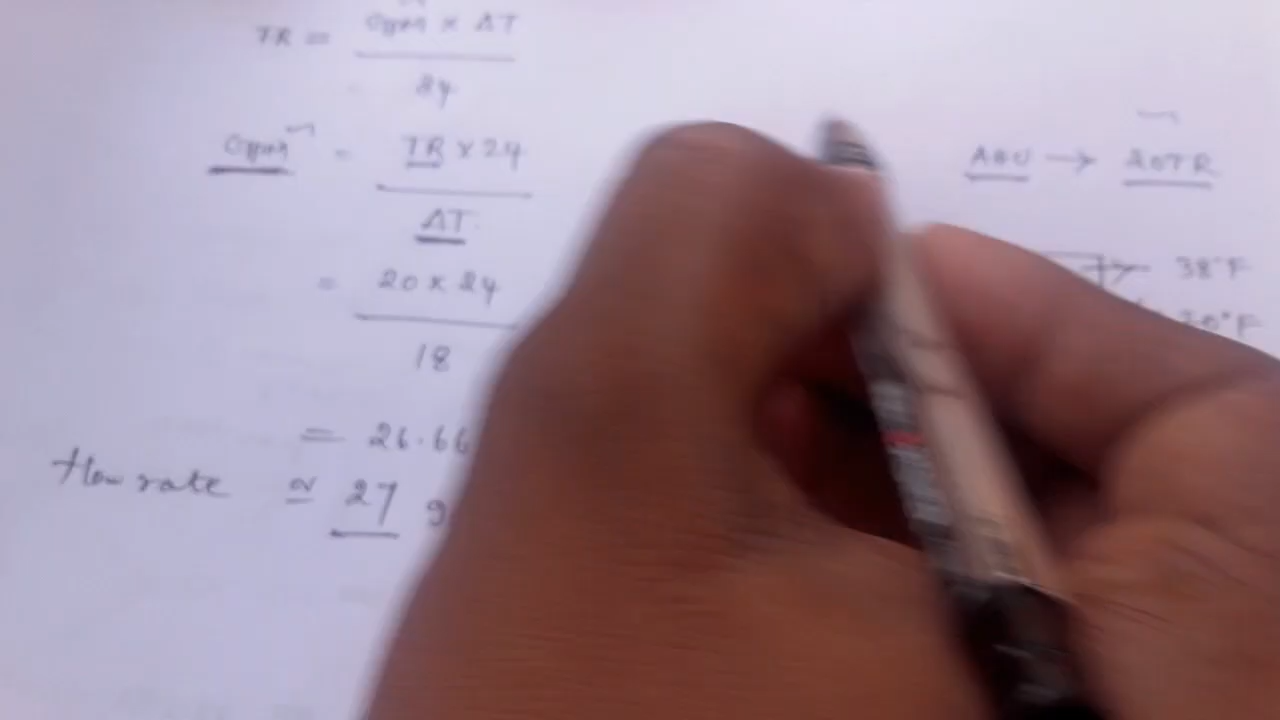 TR = Gpm × ΔT
24
Gpm = TR × 24
ΔT
= 20 × 24
18
= 26.66
flow rate ≃ 27 g
AHU → 20TR
38°F
20°F